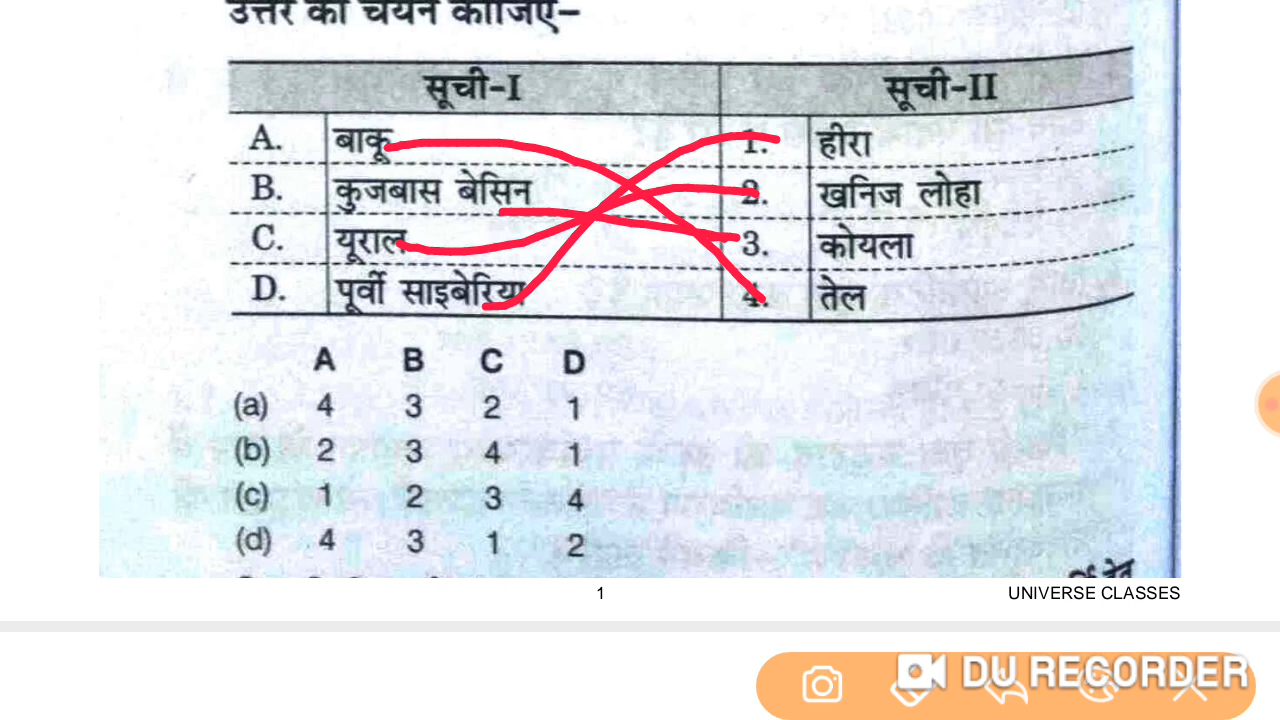 उत्तर का चयन कीजिए–
सूची-I सूची-II
A. बाकू 1. हीरा
B. कुजबास बेसिन 2. खनिज लोहा
C. यूराल 3. कोयला
D. पूर्वी साइबेरिया 4. तेल
A B C D
(a) 4 3 2 1
(b) 2 3 4 1
(c) 1 2 3 4
(d) 4 3 1 2
1 UNIVERSE CLASSES
DU RECORDER